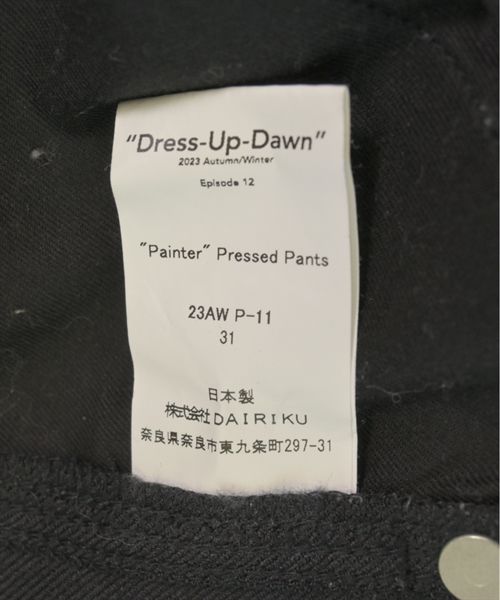 "Dress-Up-Dawn"
2023 Autumn/Winter
Episode 12
"Painter" Pressed Pants
23AW P-11
31
日本製
株式会社DAIRIKU
奈良県奈良市東九条町297-31